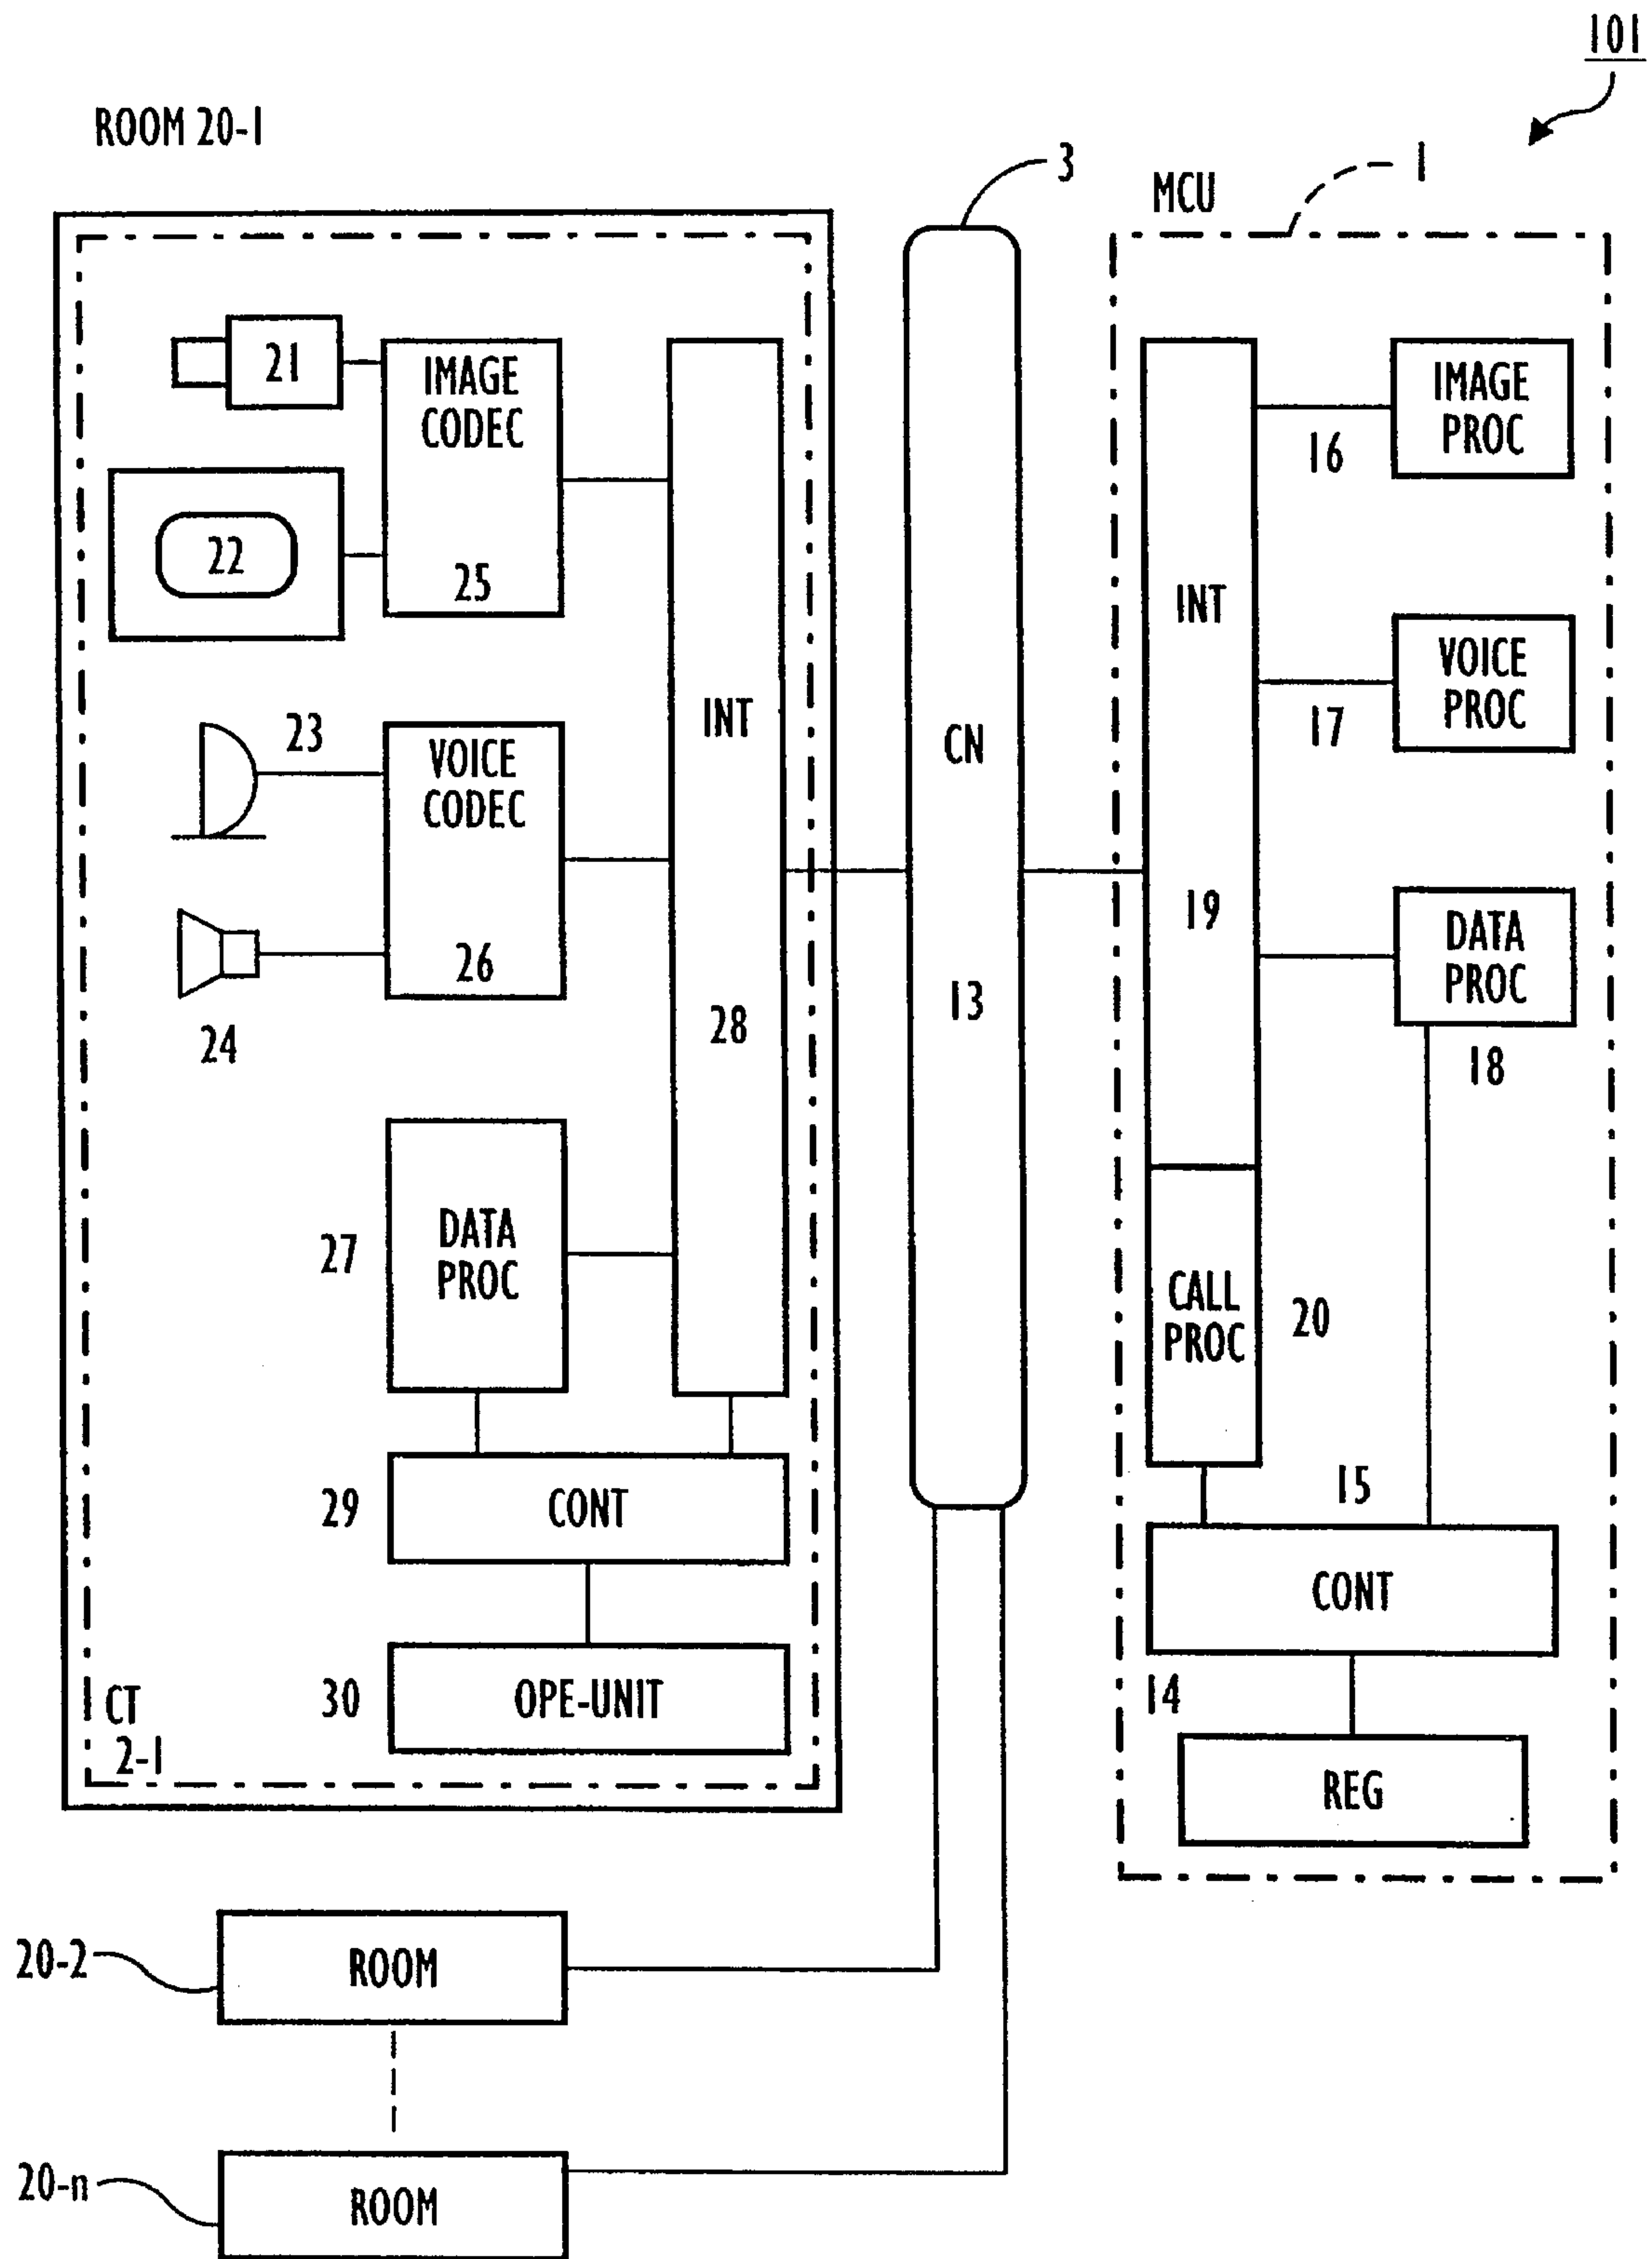 101
ROOM 20-1
3
MCU
1
21
IMAGE
CODEC
25
22
23
VOICE
CODEC
26
24
INT
28
27
DATA
PROC
29
CONT
30
OPE-UNIT
CT
2-1
CN
13
INT
19
IMAGE
PROC
16
VOICE
PROC
17
DATA
PROC
18
CALL
PROC
20
15
CONT
14
REG
20-2
ROOM
20-n
ROOM